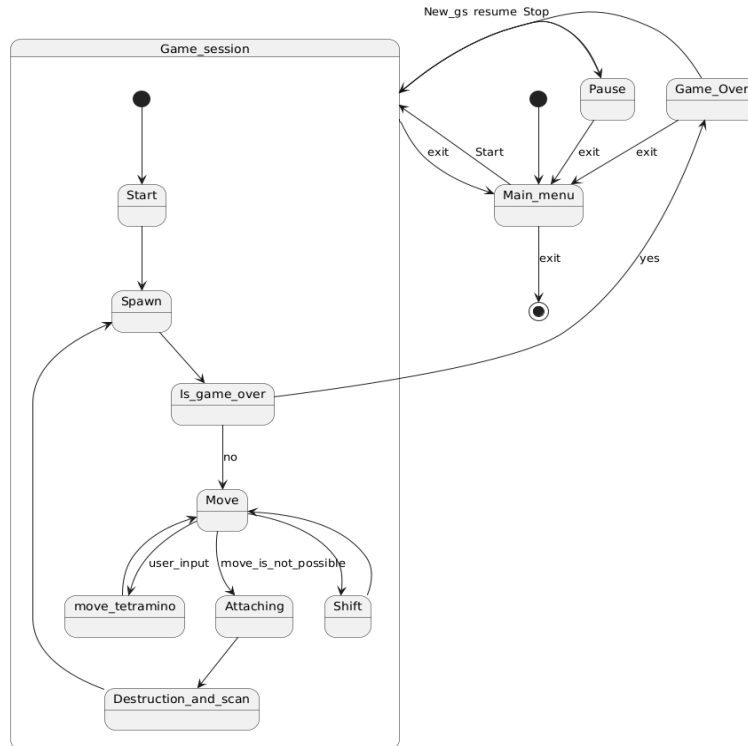 New_gs resume Stop
Game_session
Pause
Game_Over
exit
Start
exit
exit
Start
Main_menu
Spawn
exit
yes
Is_game_over
no
Move
user_input
move_is_not_possible
move_tetramino
Attaching
Shift
Destruction_and_scan